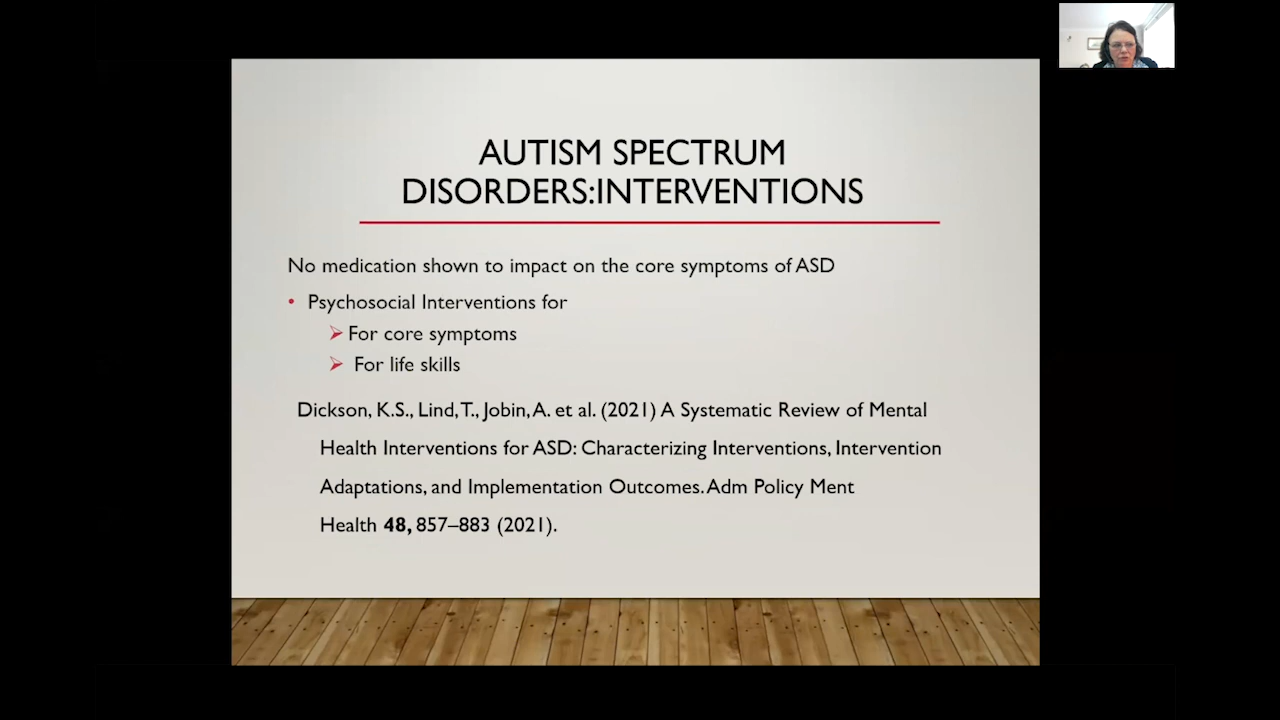 AUTISM SPECTRUM
DISORDERS:INTERVENTIONS
No medication shown to impact on the core symptoms of ASD
• Psychosocial Interventions for
➢ For core symptoms
➢ For life skills
Dickson, K.S., Lind, T., Jobin, A. et al. (2021) A Systematic Review of Mental
Health Interventions for ASD: Characterizing Interventions, Intervention
Adaptations, and Implementation Outcomes. Adm Policy Ment
Health 48, 857–883 (2021).